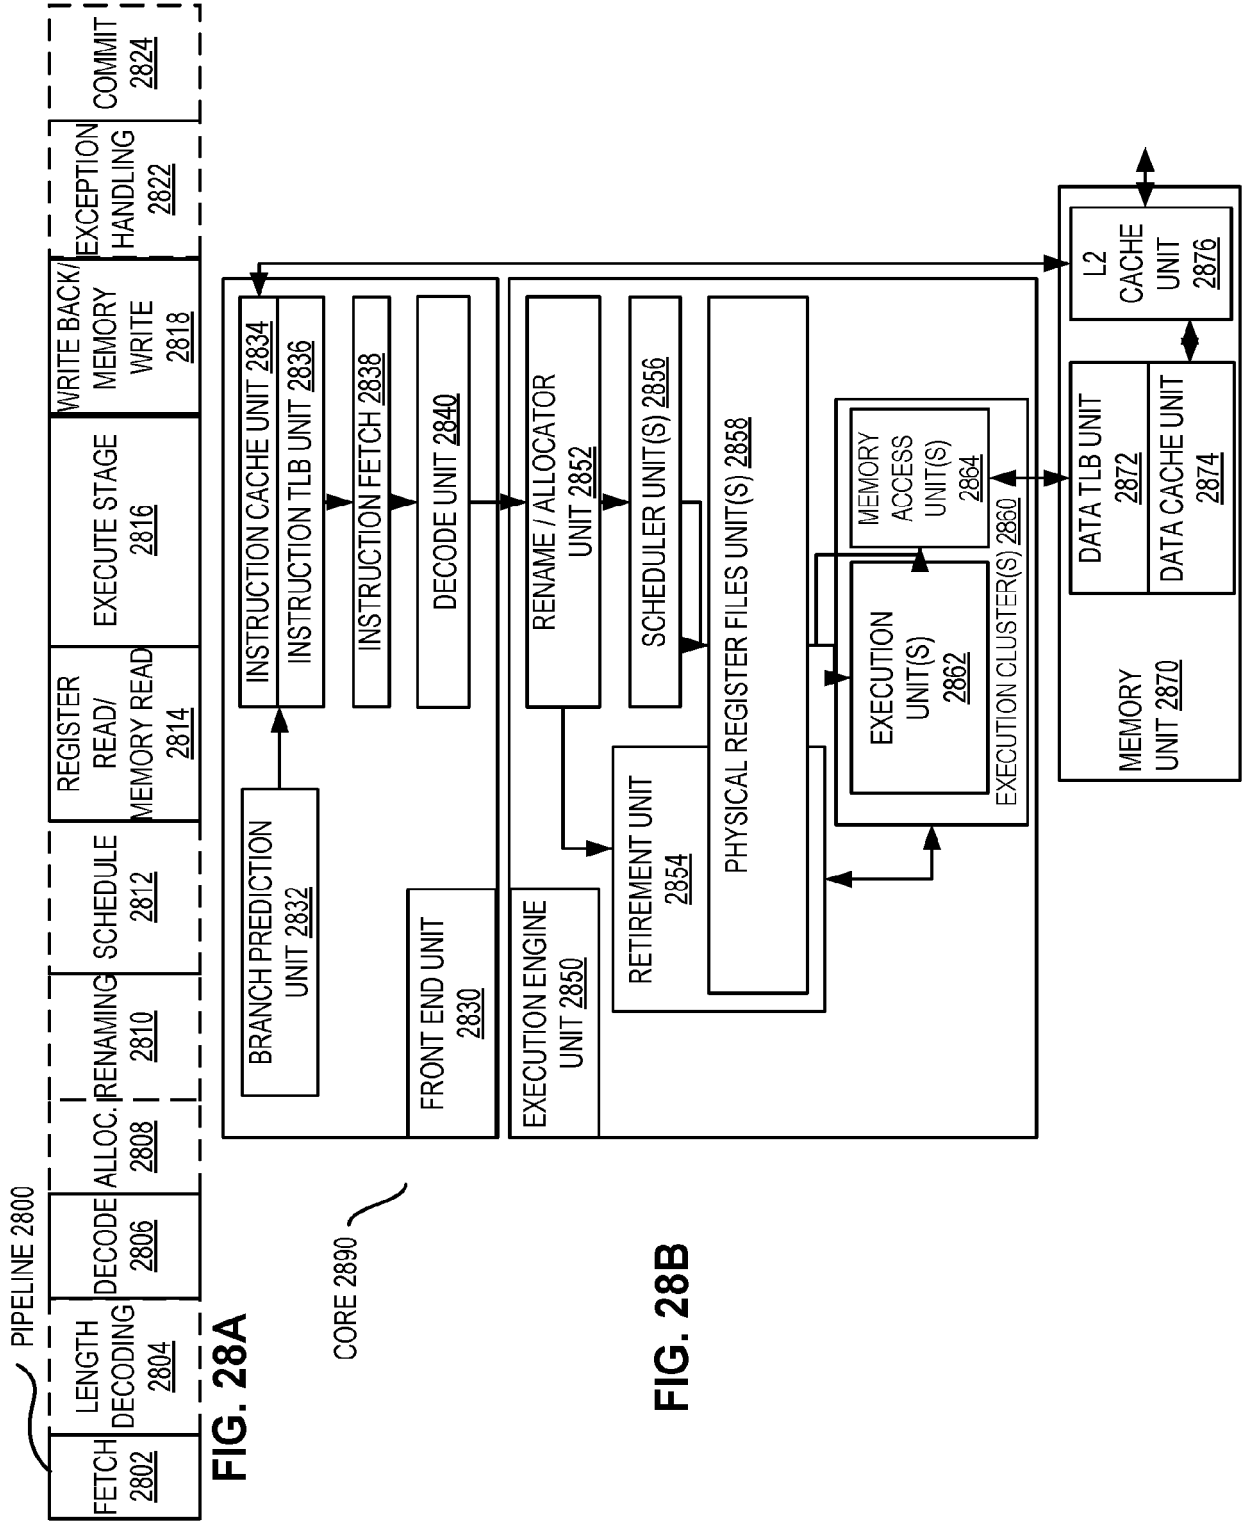 PIPELINE 2800
FETCH
2802
LENGTH
DECODING
2804
DECODE
2806
ALLOC.
2808
RENAMING
2810
SCHEDULE
2812
REGISTER
READ/
MEMORY READ
2814
EXECUTE STAGE
2816
WRITE BACK/
MEMORY
WRITE
2818
EXCEPTION
HANDLING
2822
COMMIT
2824
FIG. 28A
CORE 2890
BRANCH PREDICTION
UNIT 2832
INSTRUCTION CACHE UNIT 2834
INSTRUCTION TLB UNIT 2836
INSTRUCTION FETCH 2838
DECODE UNIT 2840
FRONT END UNIT
2830
EXECUTION ENGINE
UNIT 2850
RENAME / ALLOCATOR
UNIT 2852
SCHEDULER UNIT(S) 2856
RETIREMENT UNIT
2854
PHYSICAL REGISTER FILES UNIT(S) 2858
EXECUTION
UNIT(S)
2862
MEMORY
ACCESS
UNIT(S)
2864
EXECUTION CLUSTER(S) 2860
MEMORY
UNIT 2870
DATA TLB UNIT
2872
DATA CACHE UNIT
2874
L2
CACHE
UNIT
2876
FIG. 28B